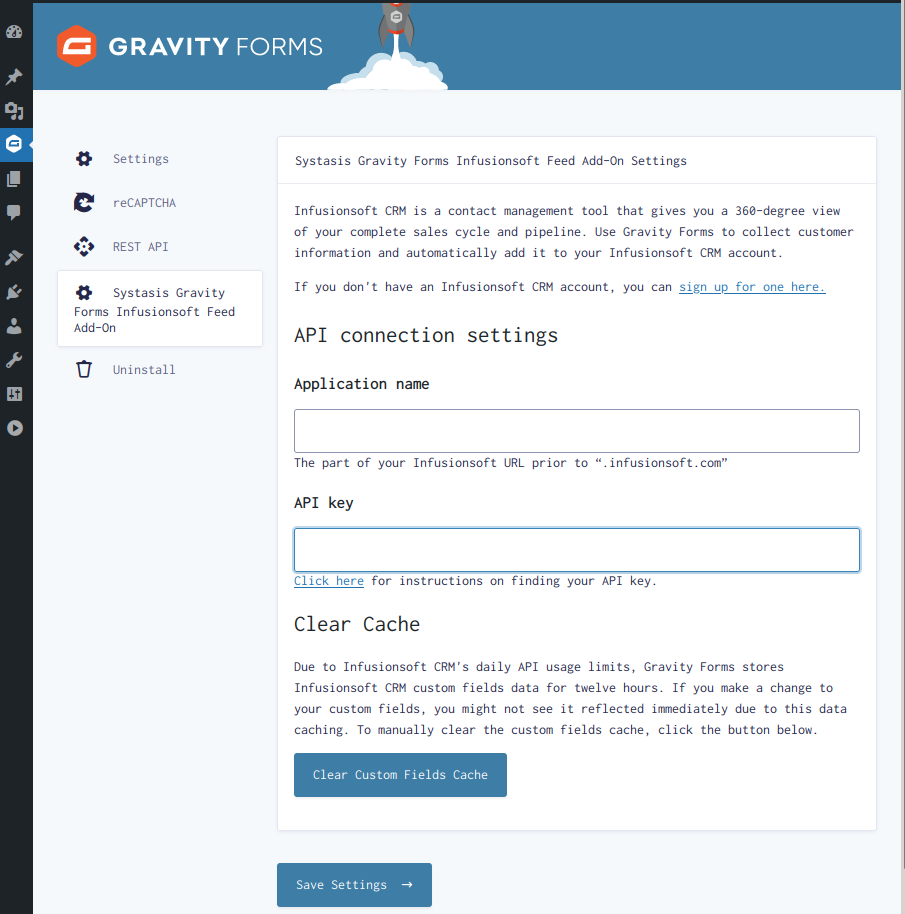 GRAVITY FORMS
Settings
reCAPTCHA
REST API
Systasis Gravity
Forms Infusionsoft Feed
Add-On
Uninstall
Systasis Gravity Forms Infusionsoft Feed Add-On Settings
Infusionsoft CRM is a contact management tool that gives you a 360-degree view
of your complete sales cycle and pipeline. Use Gravity Forms to collect customer
information and automatically add it to your Infusionsoft CRM account.
If you don't have an Infusionsoft CRM account, you can sign up for one here.
API connection settings
Application name
The part of your Infusionsoft URL prior to “.infusionsoft.com”
API key
Click here for instructions on finding your API key.
Clear Cache
Due to Infusionsoft CRM's daily API usage limits, Gravity Forms stores
Infusionsoft CRM custom fields data for twelve hours. If you make a change to
your custom fields, you might not see it reflected immediately due to this data
caching. To manually clear the custom fields cache, click the button below.
Clear Custom Fields Cache
Save Settings →